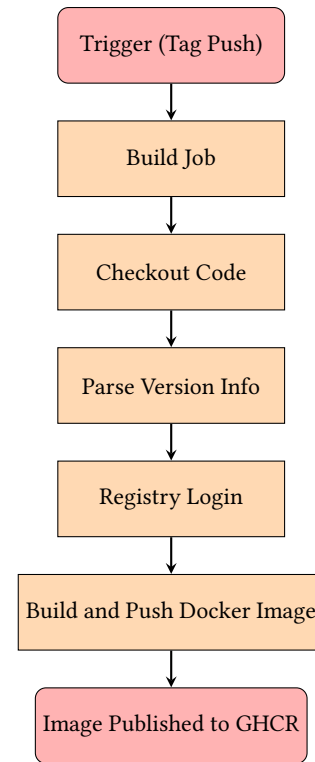 Trigger (Tag Push)
Build Job
Checkout Code
Parse Version Info
Registry Login
Build and Push Docker Image
Image Published to GHCR